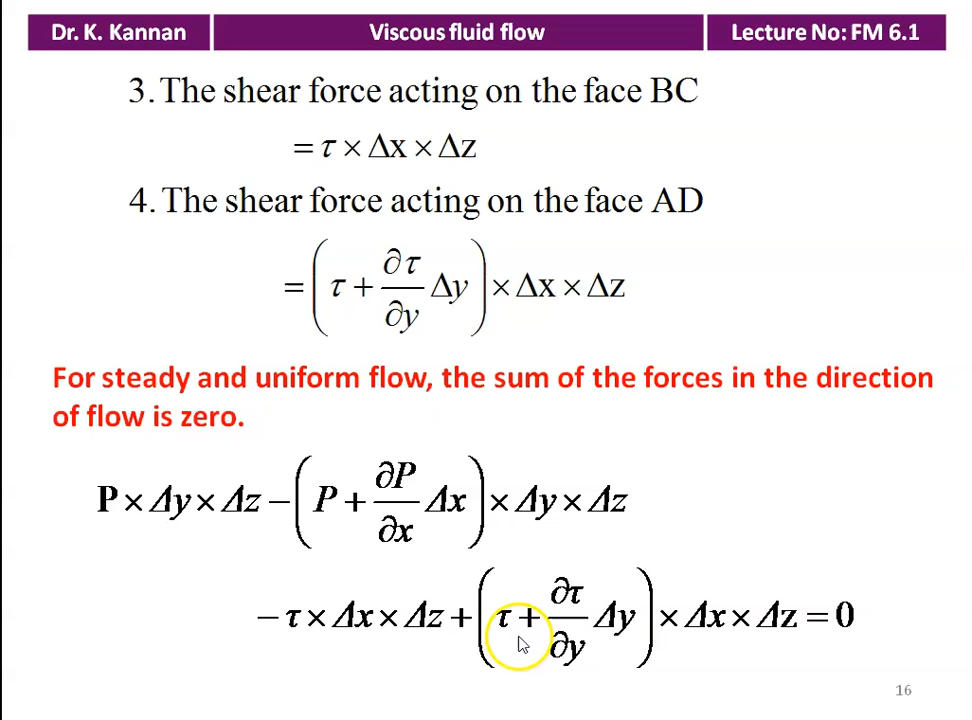 Dr. K. Kannan Viscous fluid flow Lecture No: FM 6.1
3. The shear force acting on the face BC
= τ × Δx × Δz
4. The shear force acting on the face AD
= (τ + ∂τ/∂y Δy) × Δx × Δz
For steady and uniform flow, the sum of the forces in the direction
of flow is zero.
P × Δy × Δz − (P + ∂P/∂x Δx) × Δy × Δz
− τ × Δx × Δz + (τ + ∂τ/∂y Δy) × Δx × Δz = 0
16